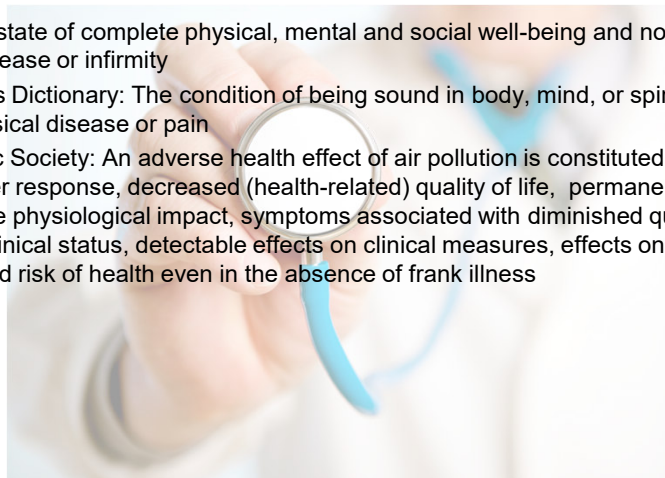 state of complete physical, mental and social well-being and no
ease or infirmity
s Dictionary: The condition of being sound in body, mind, or spir
sical disease or pain
c Society: An adverse health effect of air pollution is constituted
er response, decreased (health-related) quality of life, permane
e physiological impact, symptoms associated with diminished qu
inical status, detectable effects on clinical measures, effects on
d risk of health even in the absence of frank illness